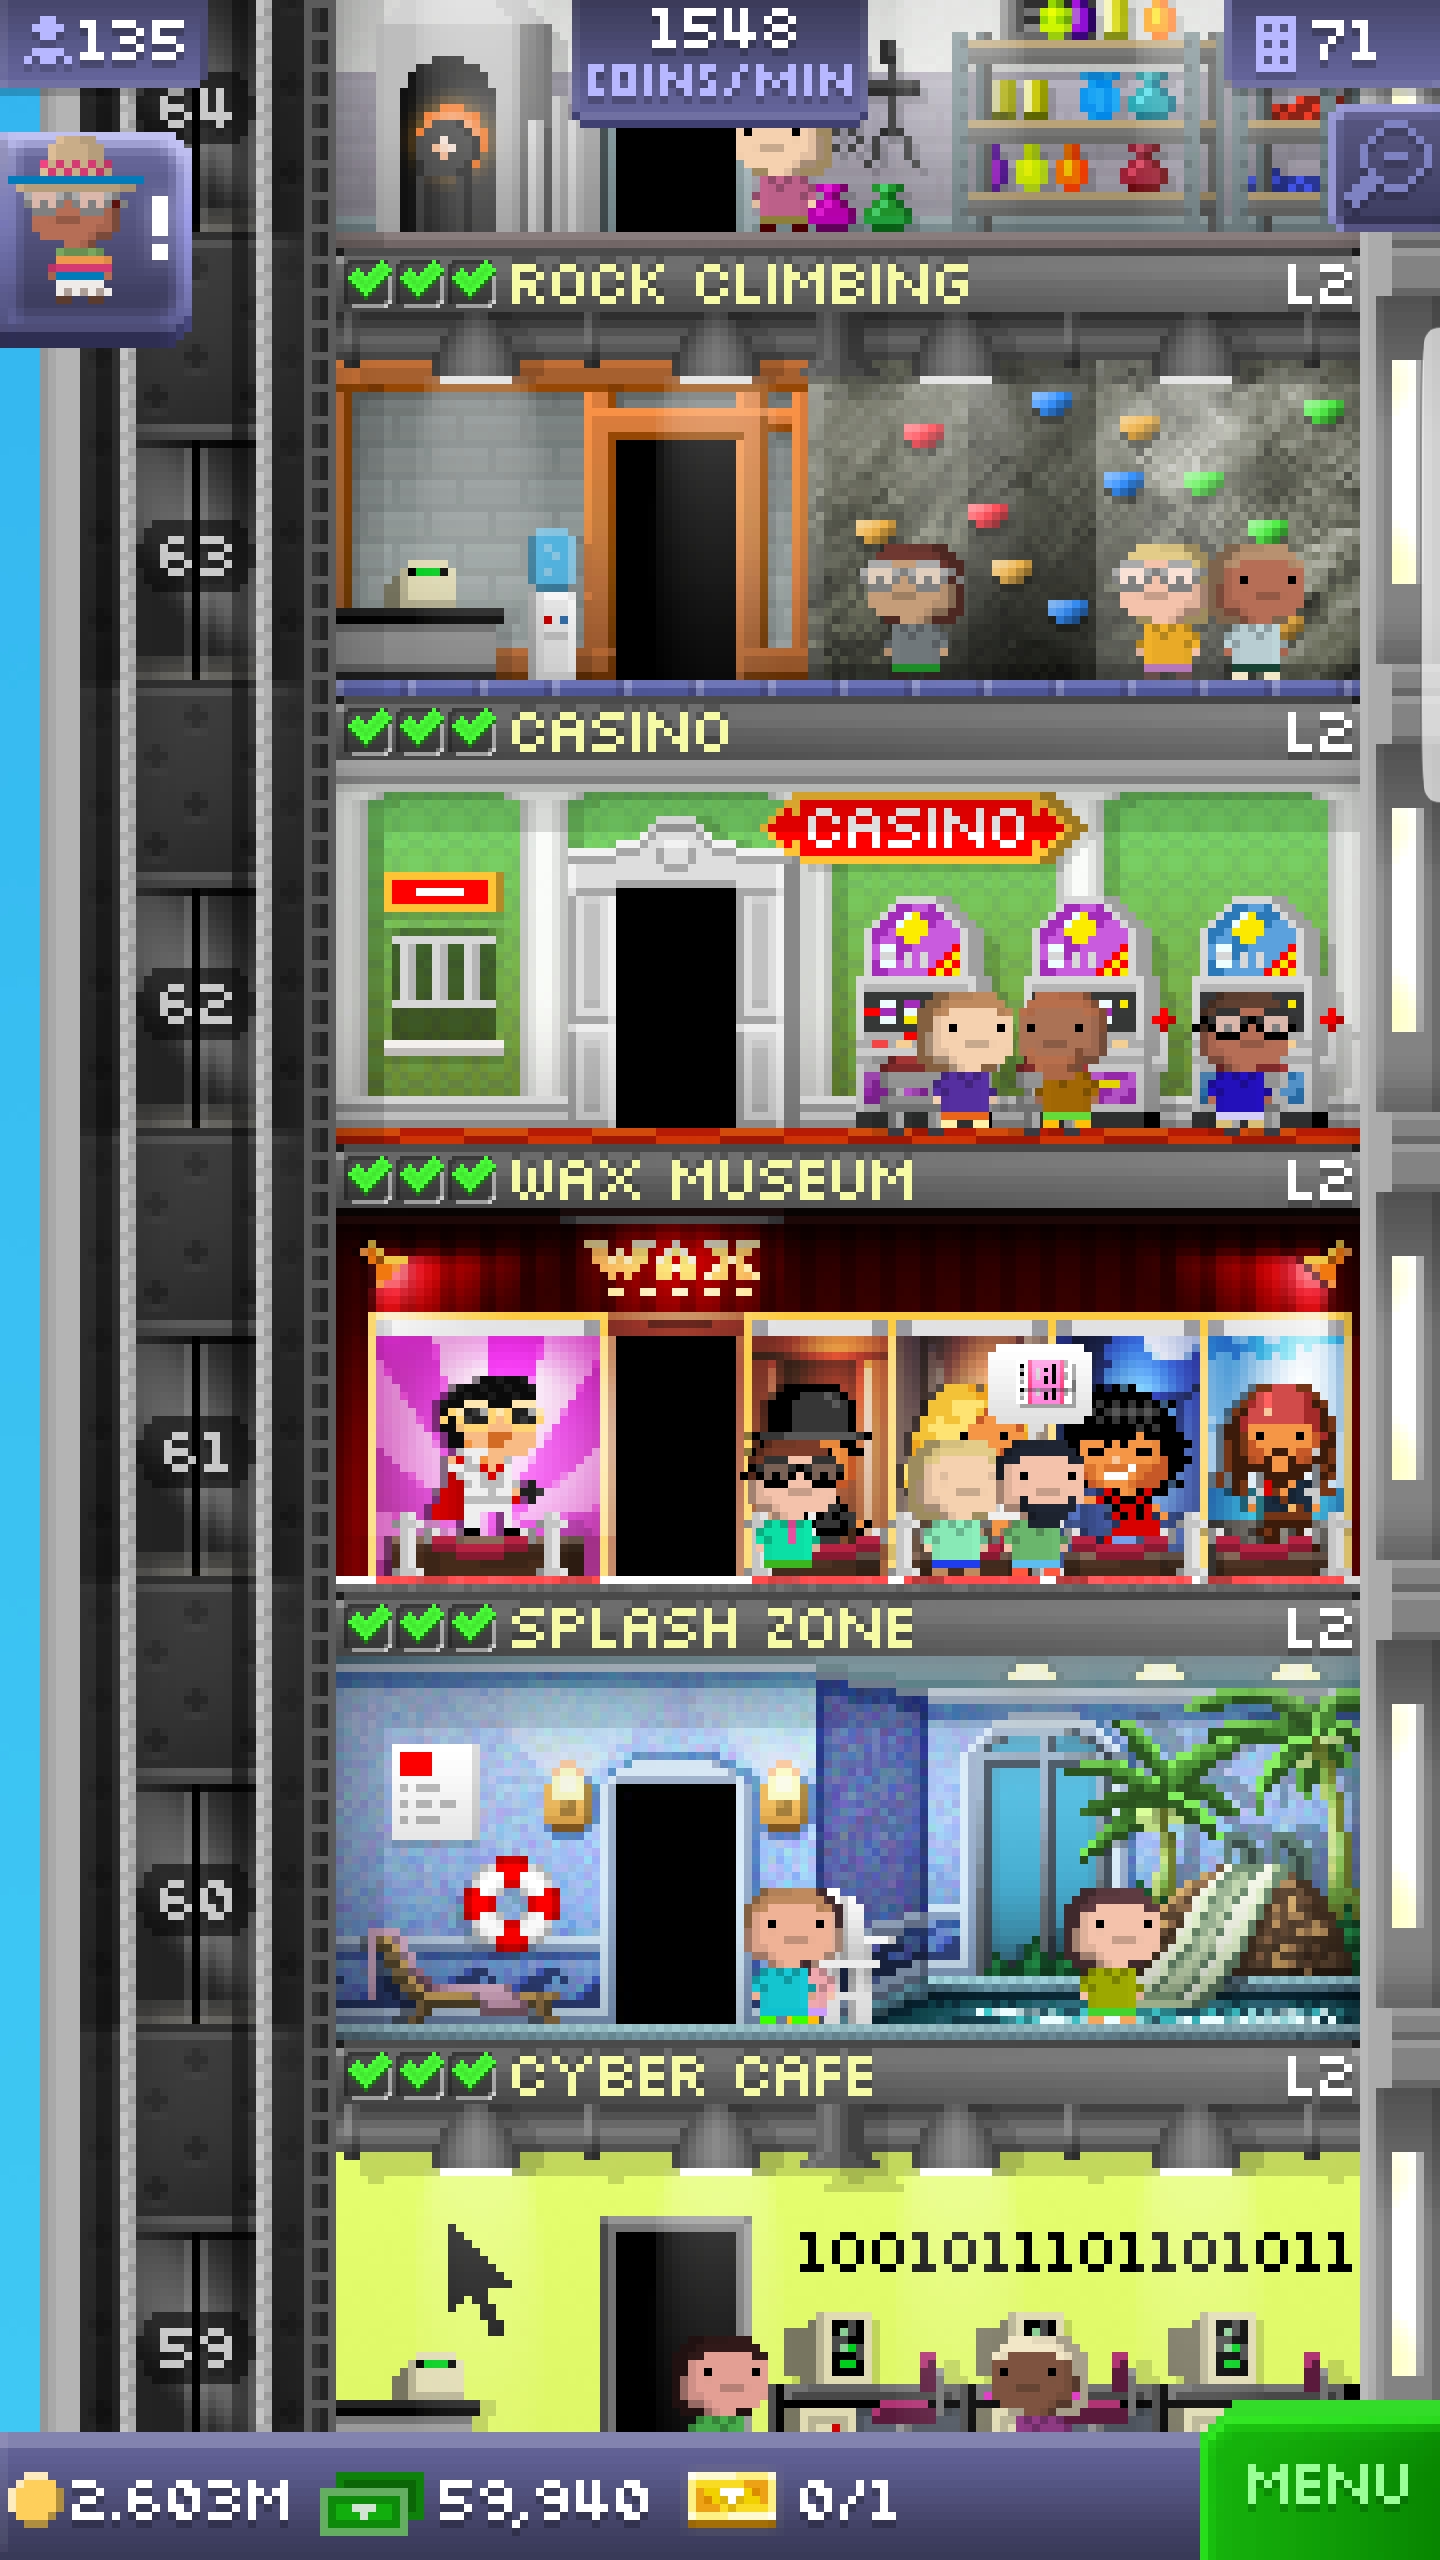 135
1548
COINS/MIN
71
64
!
ROCK CLIMBING L2
63
CASINO L2
CASINO
62
WAX MUSEUM L2
WAX
61
SPLASH ZONE L2
60
CYBER CAFE L2
1001011101101011
59
2.603M 59,940 0/1 MENU